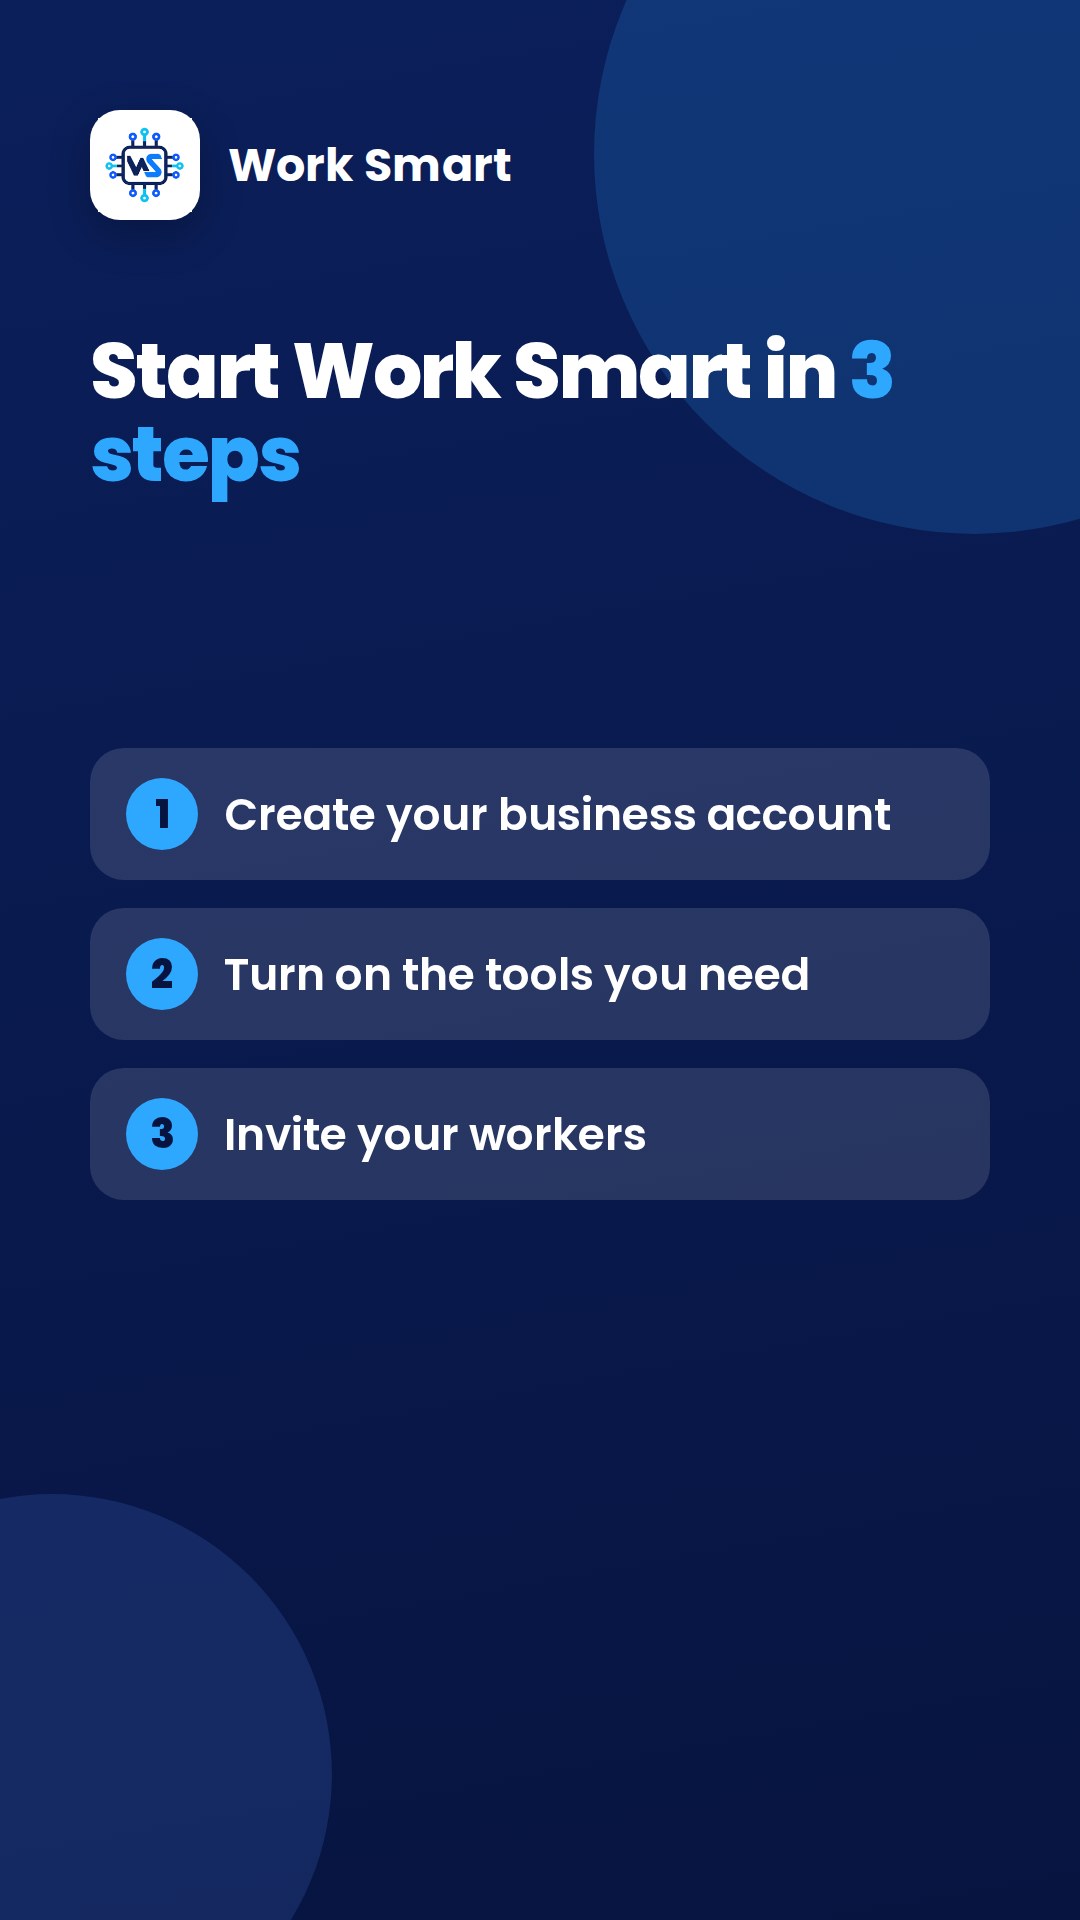 WS
Work Smart
Start Work Smart in 3
steps
1 Create your business account
2 Turn on the tools you need
3 Invite your workers